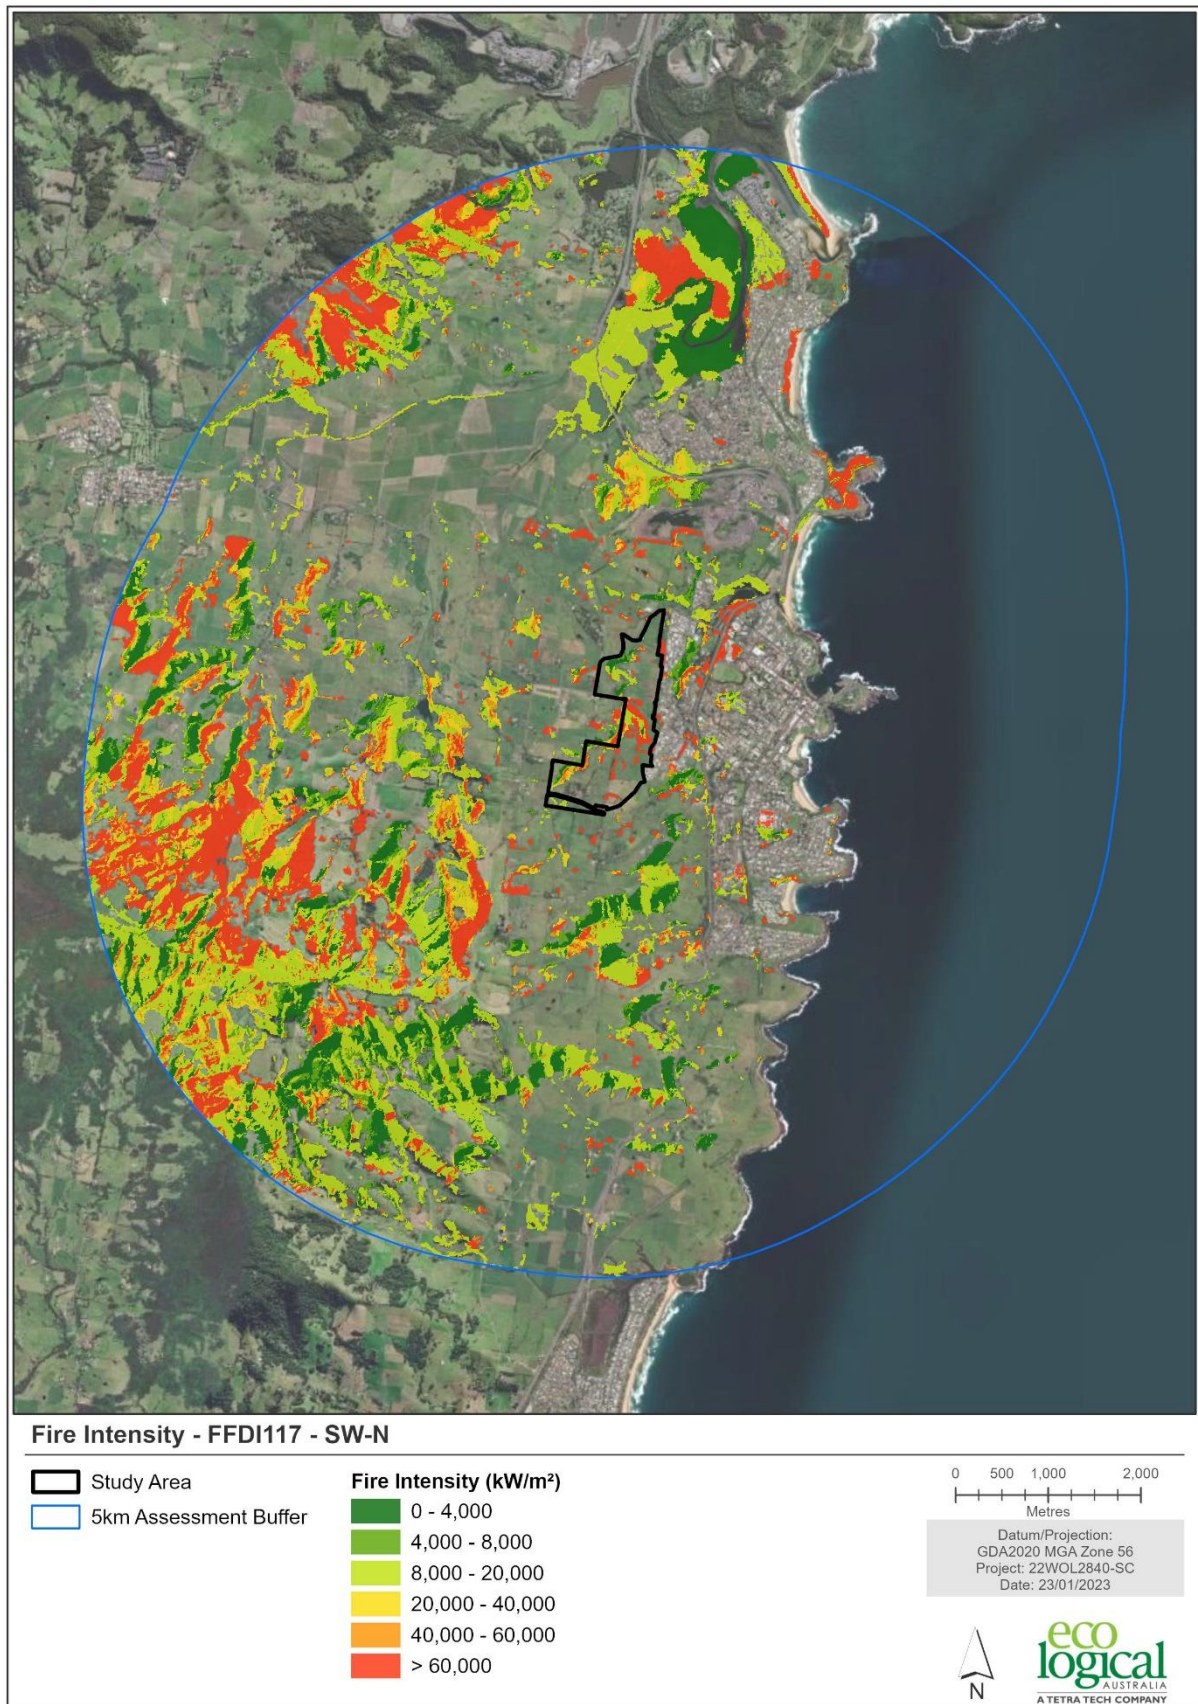 Fire Intensity - FFDI117 - SW-N
Study Area
5km Assessment Buffer
Fire Intensity (kW/m²)
0 - 4,000
4,000 - 8,000
8,000 - 20,000
20,000 - 40,000
40,000 - 60,000
> 60,000
0 500 1,000 2,000
Metres
Datum/Projection:
GDA2020 MGA Zone 56
Project: 22WOL2840-SC
Date: 23/01/2023
N
eco
logical
AUSTRALIA
A TETRA TECH COMPANY